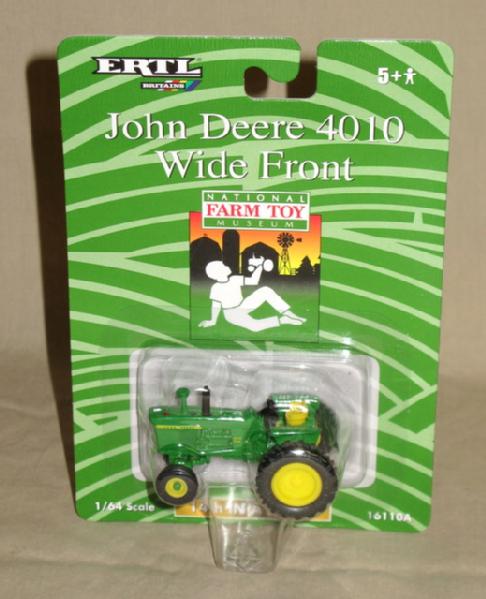 ERTL
BRITAINS
5+
John Deere 4010
Wide Front
NATIONAL
FARM TOY
MUSEUM
1/64 Scale
16110A